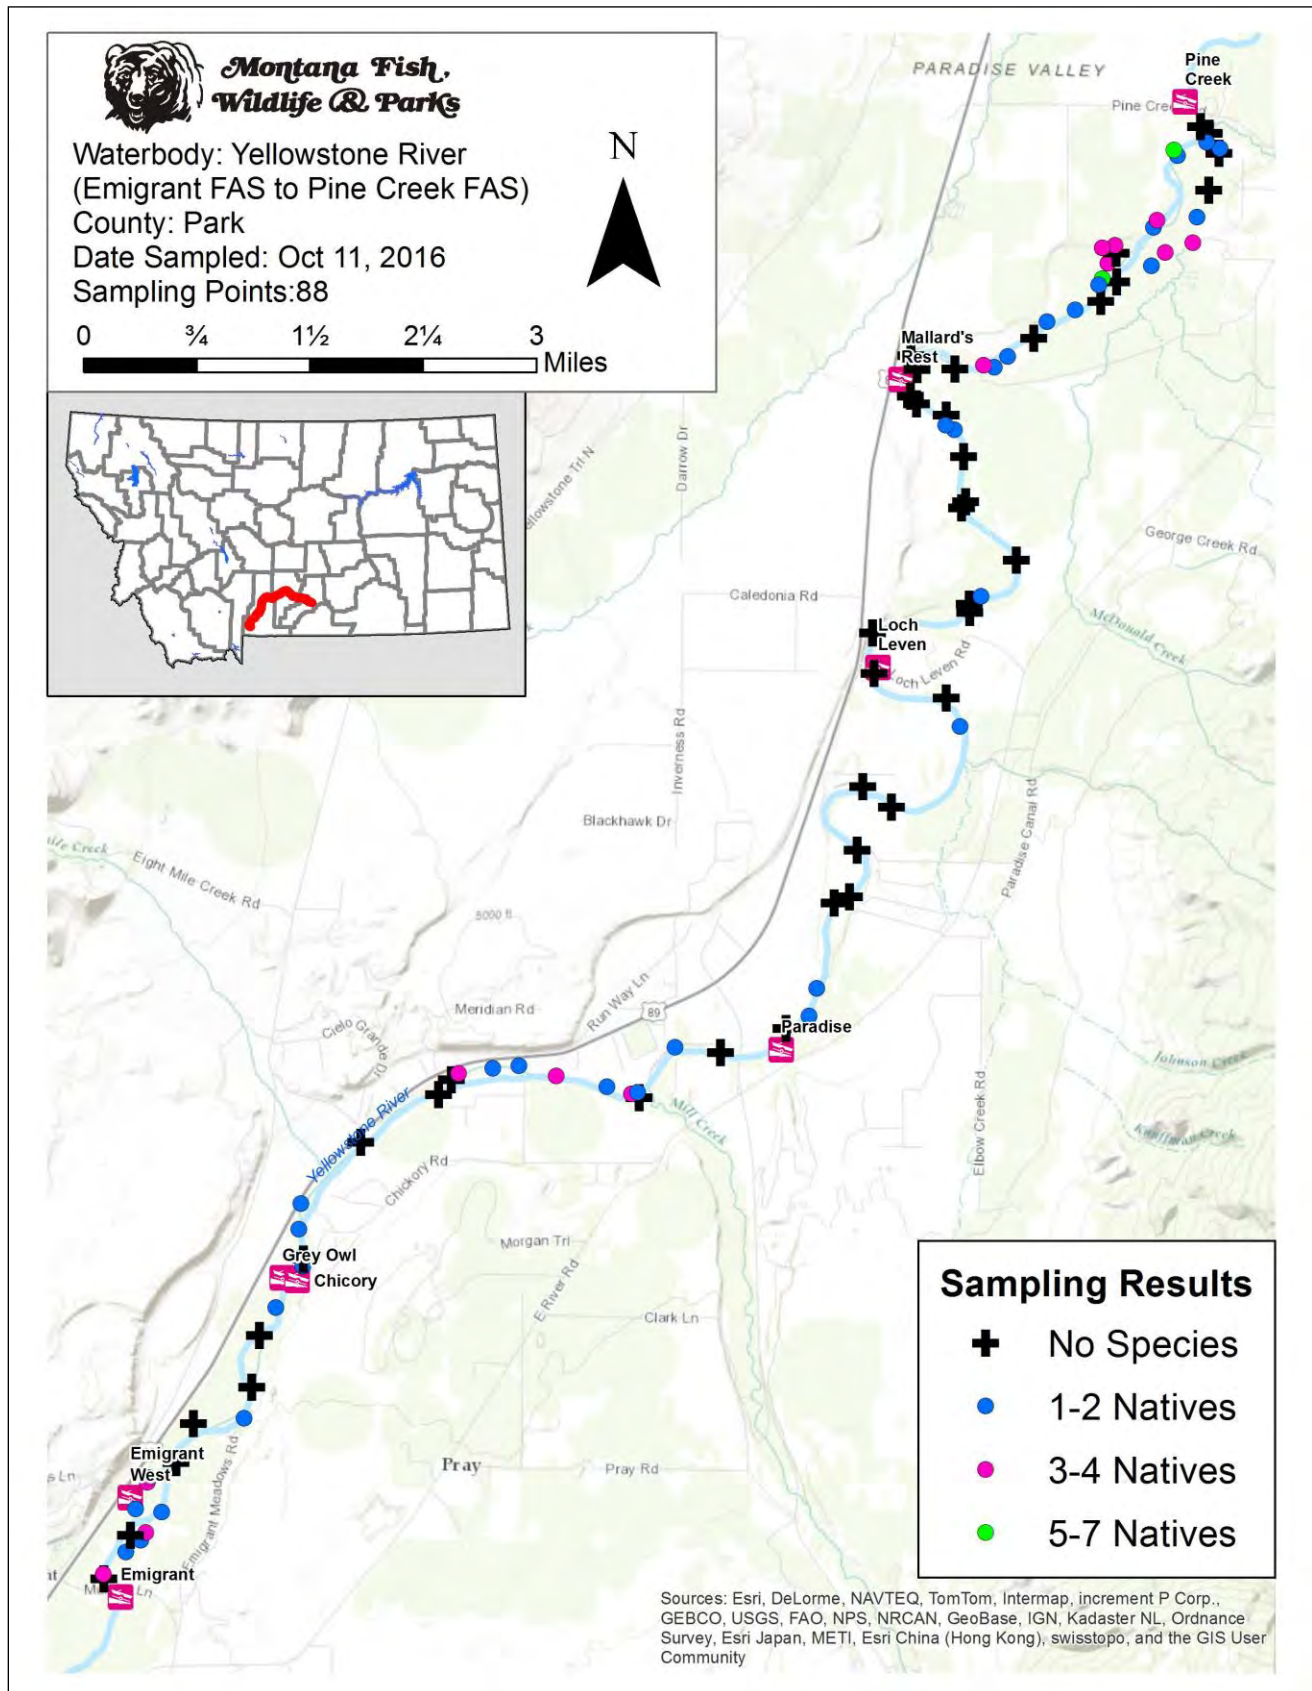 Montana Fish,
Wildlife & Parks
Waterbody: Yellowstone River
(Emigrant FAS to Pine Creek FAS)
County: Park
Date Sampled: Oct 11, 2016
Sampling Points:88
N
0 ¾ 1½ 2¼ 3
Miles
PARADISE VALLEY
Pine
Creek
Mallard's
Rest
Darrow Dr
George Creek Rd
Caledonia Rd
McDonald Creek
Loch
Leven
Loch Leven Rd
Inverness Rd
Blackhawk Dr
Paradise Canal Rd
Eight Mile Creek Rd
5000 ft
Run Way Ln
Meridian Rd
89
Cielo Grande Dr
Paradise
Johnson Creek
Yellowstone River
Mill Creek
Elbow Creek Rd
Kauffman Creek
Chickory Rd
Morgan Trl
Grey Owl
Chicory
E River Rd
Clark Ln
Emigrant Meadows Rd
Emigrant
West
Pray
Pray Rd
Emigrant
Sampling Results
No Species
1-2 Natives
3-4 Natives
5-7 Natives
Sources: Esri, DeLorme, NAVTEQ, TomTom, Intermap, increment P Corp.,
GEBCO, USGS, FAO, NPS, NRCAN, GeoBase, IGN, Kadaster NL, Ordnance
Survey, Esri Japan, METI, Esri China (Hong Kong), swisstopo, and the GIS User
Community